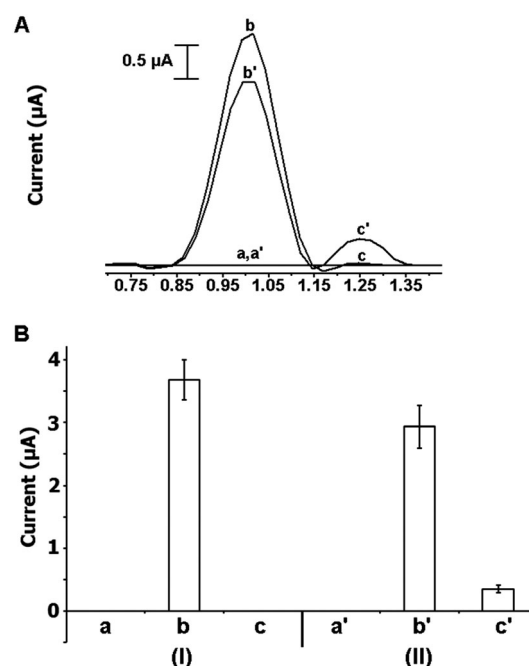 A
0.5 µA
b
b'
c'
a,a'
c
Current (µA)
0.75 0.85 0.95 1.05 1.15 1.25 1.35
B
Current (µA)
4
3
2
1
0
a b c a' b' c'
(I) (II)